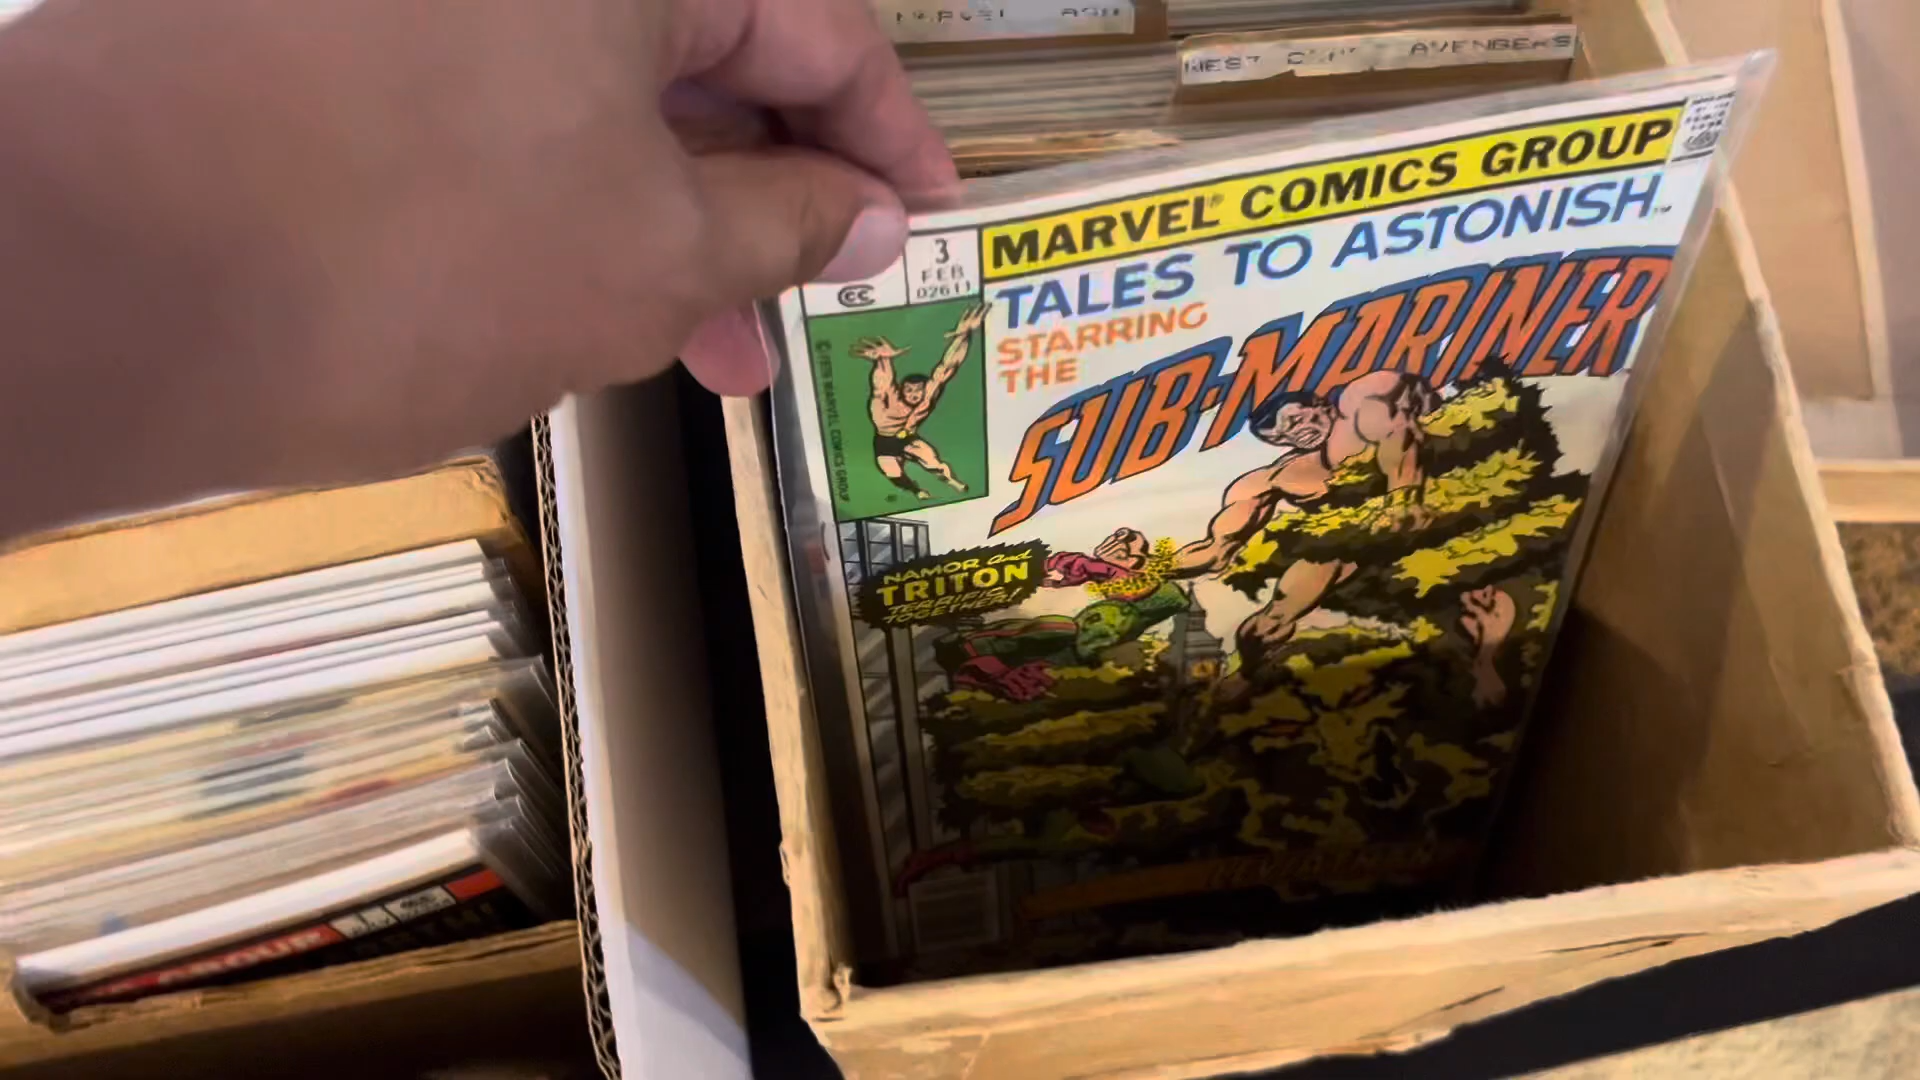 AVENGERS
MARVEL® COMICS GROUP
3
FEB
02611
CC
TALES TO ASTONISH™
STARRING
THE
SUB-MARINER
NAMOR and
TRITON
TERRIFIC
TOGETHER!